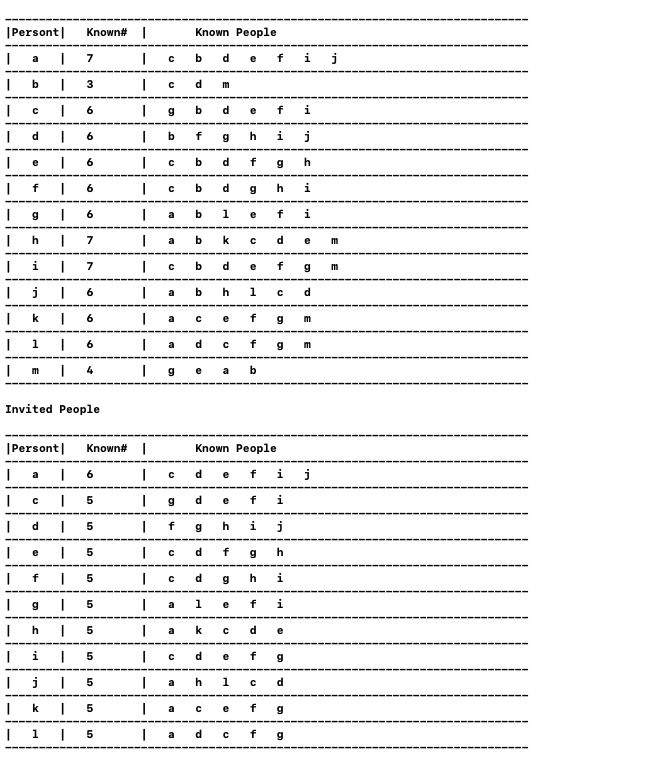 |Persont| Known# | Known People
| a | 7 | c b d e f i j
| b | 3 | c d m
| c | 6 | g b d e f i
| d | 6 | b f g h i j
| e | 6 | c b d f g h
| f | 6 | c b d g h i
| g | 6 | a b l e f i
| h | 7 | a b k c d e m
| i | 7 | c b d e f g m
| j | 6 | a b h l c d
| k | 6 | a c e f g m
| l | 6 | a d c f g m
| m | 4 | g e a b
Invited People
|Persont| Known# | Known People
| a | 6 | c d e f i j
| c | 5 | g d e f i
| d | 5 | f g h i j
| e | 5 | c d f g h
| f | 5 | c d g h i
| g | 5 | a l e f i
| h | 5 | a k c d e
| i | 5 | c d e f g
| j | 5 | a h l c d
| k | 5 | a c e f g
| l | 5 | a d c f g